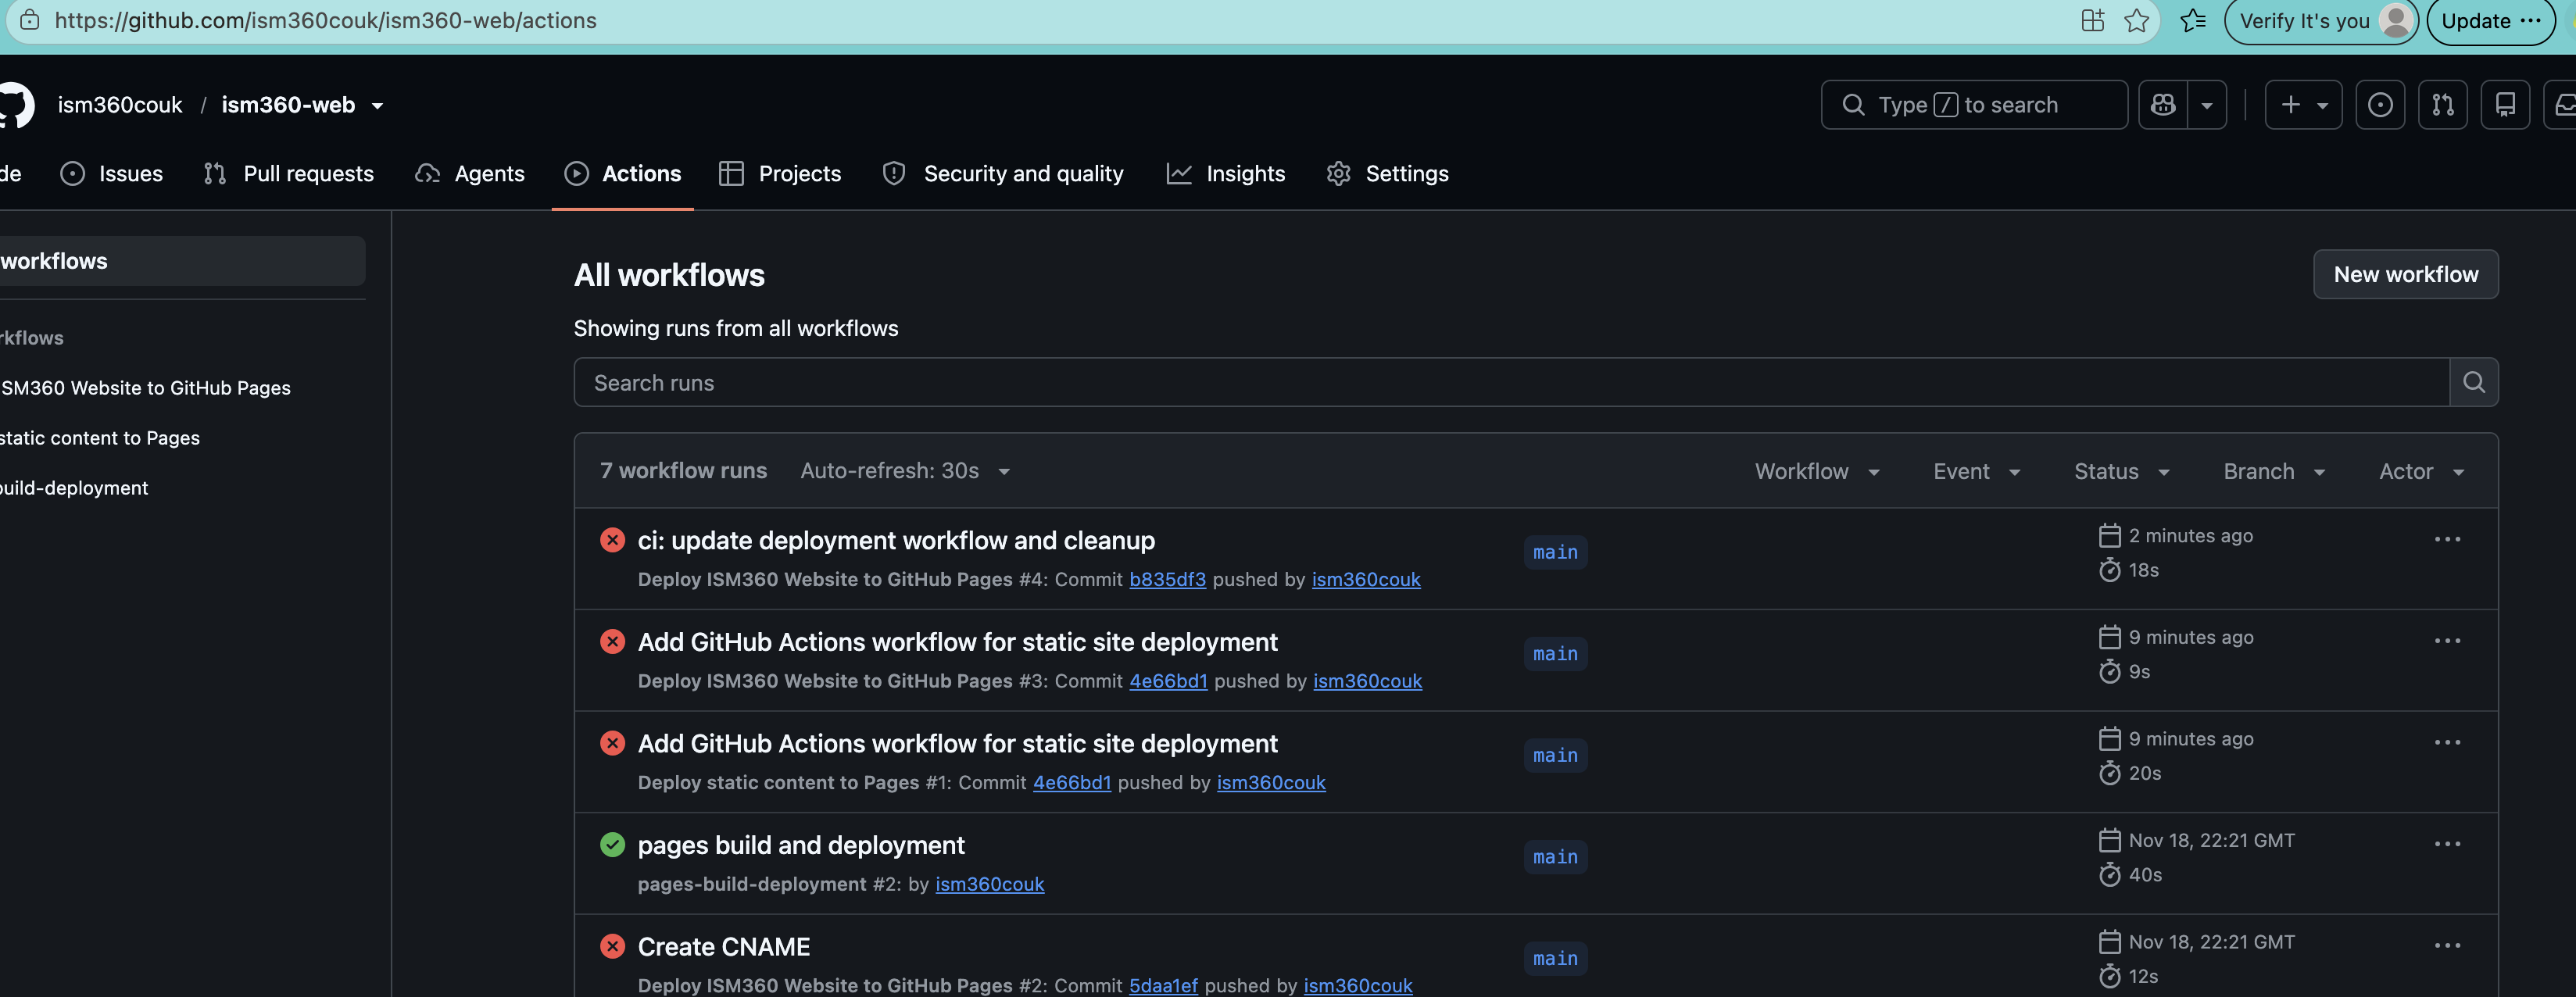 https://github.com/ism360couk/ism360-web/actions
Verify It's you
Update
ism360couk / ism360-web
Type / to search
de
Issues
Pull requests
Agents
Actions
Projects
Security and quality
Insights
Settings
workflows
rkflows
SM360 Website to GitHub Pages
static content to Pages
build-deployment
All workflows
New workflow
Showing runs from all workflows
Search runs
7 workflow runs
Auto-refresh: 30s
Workflow
Event
Status
Branch
Actor
ci: update deployment workflow and cleanup
Deploy ISM360 Website to GitHub Pages #4: Commit b835df3 pushed by ism360couk
main
2 minutes ago
18s
Add GitHub Actions workflow for static site deployment
Deploy ISM360 Website to GitHub Pages #3: Commit 4e66bd1 pushed by ism360couk
main
9 minutes ago
9s
Add GitHub Actions workflow for static site deployment
Deploy static content to Pages #1: Commit 4e66bd1 pushed by ism360couk
main
9 minutes ago
20s
pages build and deployment
pages-build-deployment #2: by ism360couk
main
Nov 18, 22:21 GMT
40s
Create CNAME
Deploy ISM360 Website to GitHub Pages #2: Commit 5daa1ef pushed by ism360couk
main
Nov 18, 22:21 GMT
12s